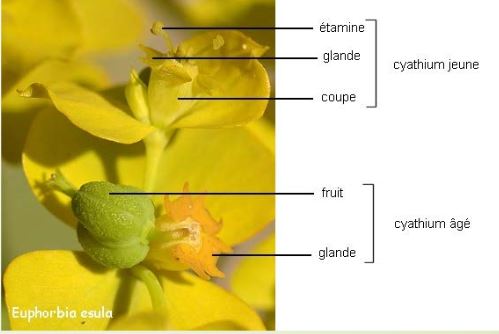 étamine
glande
coupe
cyathium jeune
fruit
glande
cyathium âgé
Euphorbia esula